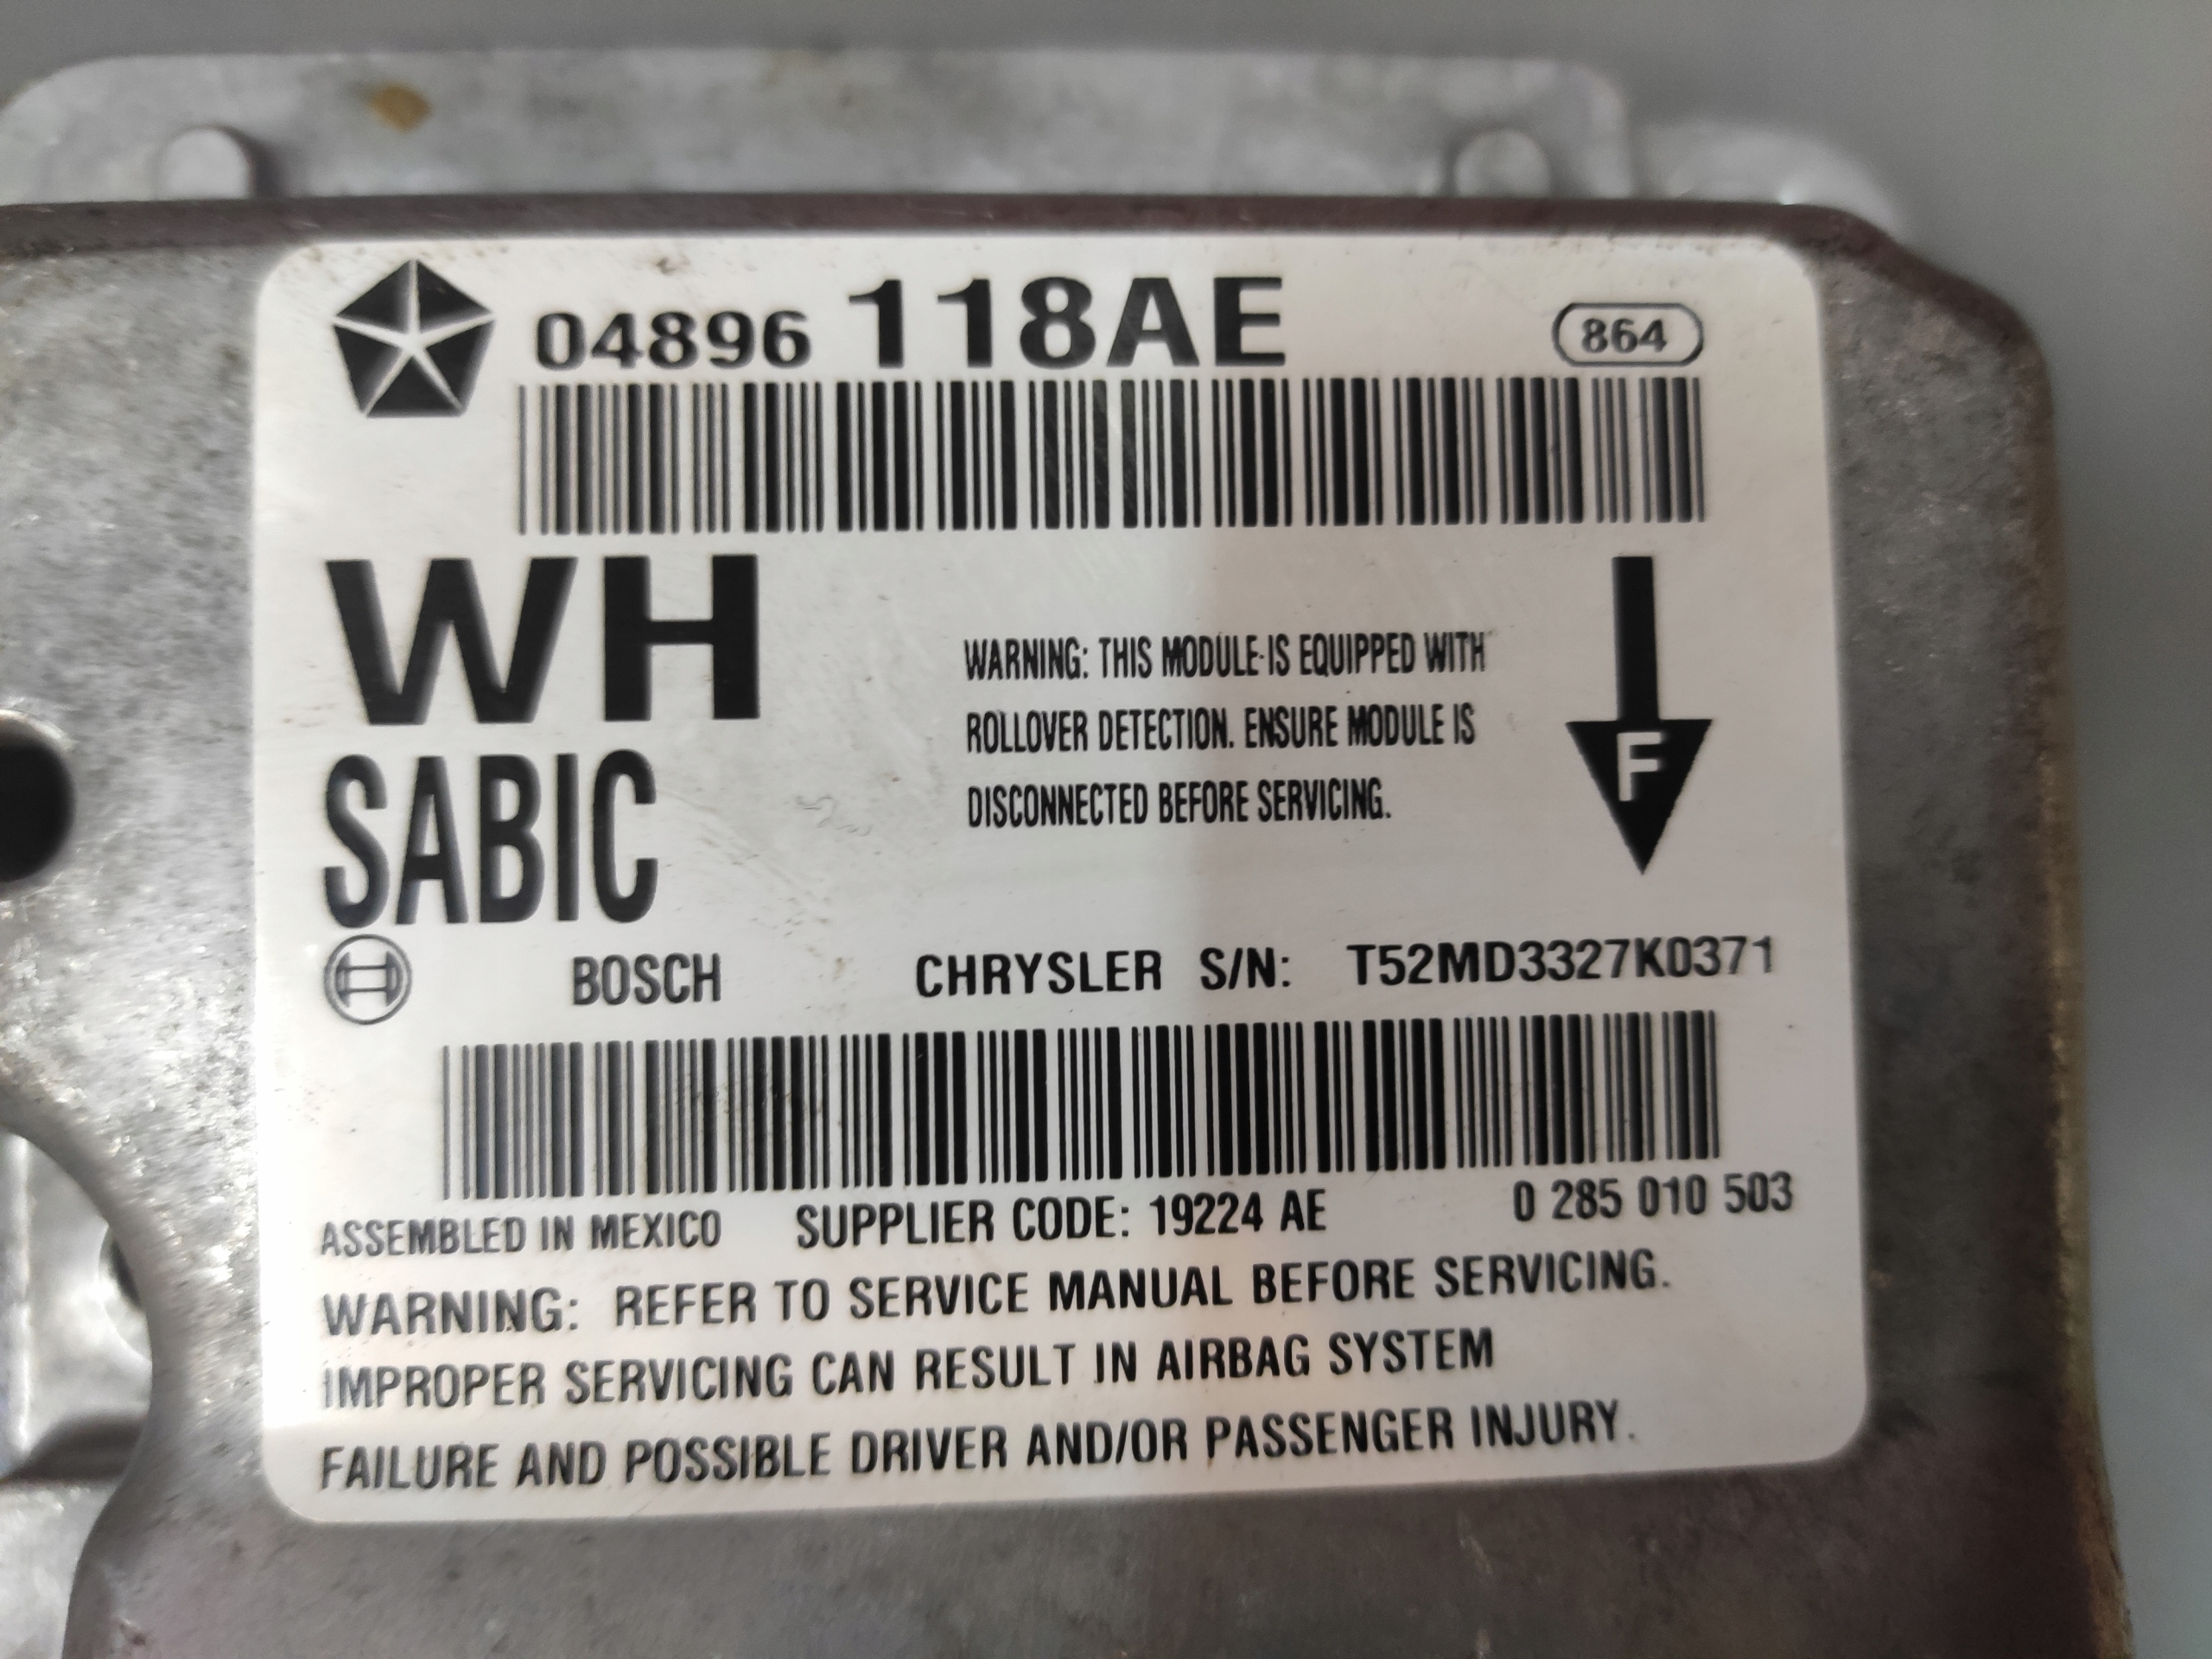 04896 118AE 864
WH
SABIC
WARNING: THIS MODULE IS EQUIPPED WITH
ROLLOVER DETECTION. ENSURE MODULE IS
DISCONNECTED BEFORE SERVICING.
F
BOSCH CHRYSLER S/N: T52MD3327K0371
ASSEMBLED IN MEXICO SUPPLIER CODE: 19224 AE 0 285 010 503
WARNING: REFER TO SERVICE MANUAL BEFORE SERVICING.
IMPROPER SERVICING CAN RESULT IN AIRBAG SYSTEM
FAILURE AND POSSIBLE DRIVER AND/OR PASSENGER INJURY.